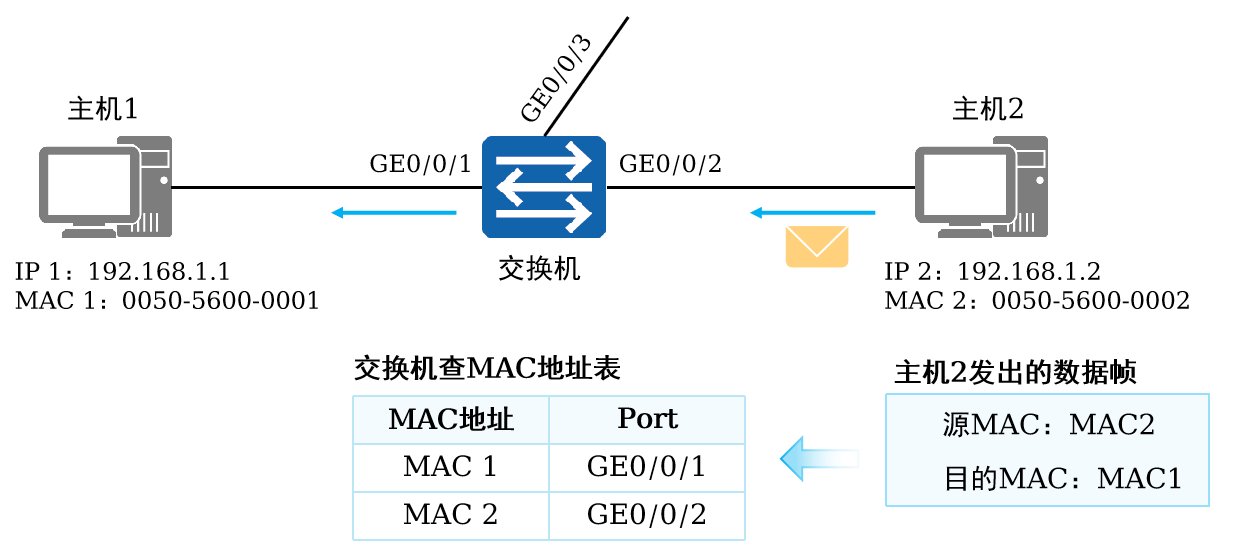 GE0/0/3
主机1
主机2
GE0/0/1
GE0/0/2
交换机
IP 1：192.168.1.1
MAC 1：0050-5600-0001
IP 2：192.168.1.2
MAC 2：0050-5600-0002
交换机查MAC地址表
MAC地址 Port
MAC 1 GE0/0/1
MAC 2 GE0/0/2
主机2发出的数据帧
源MAC：MAC2
目的MAC：MAC1